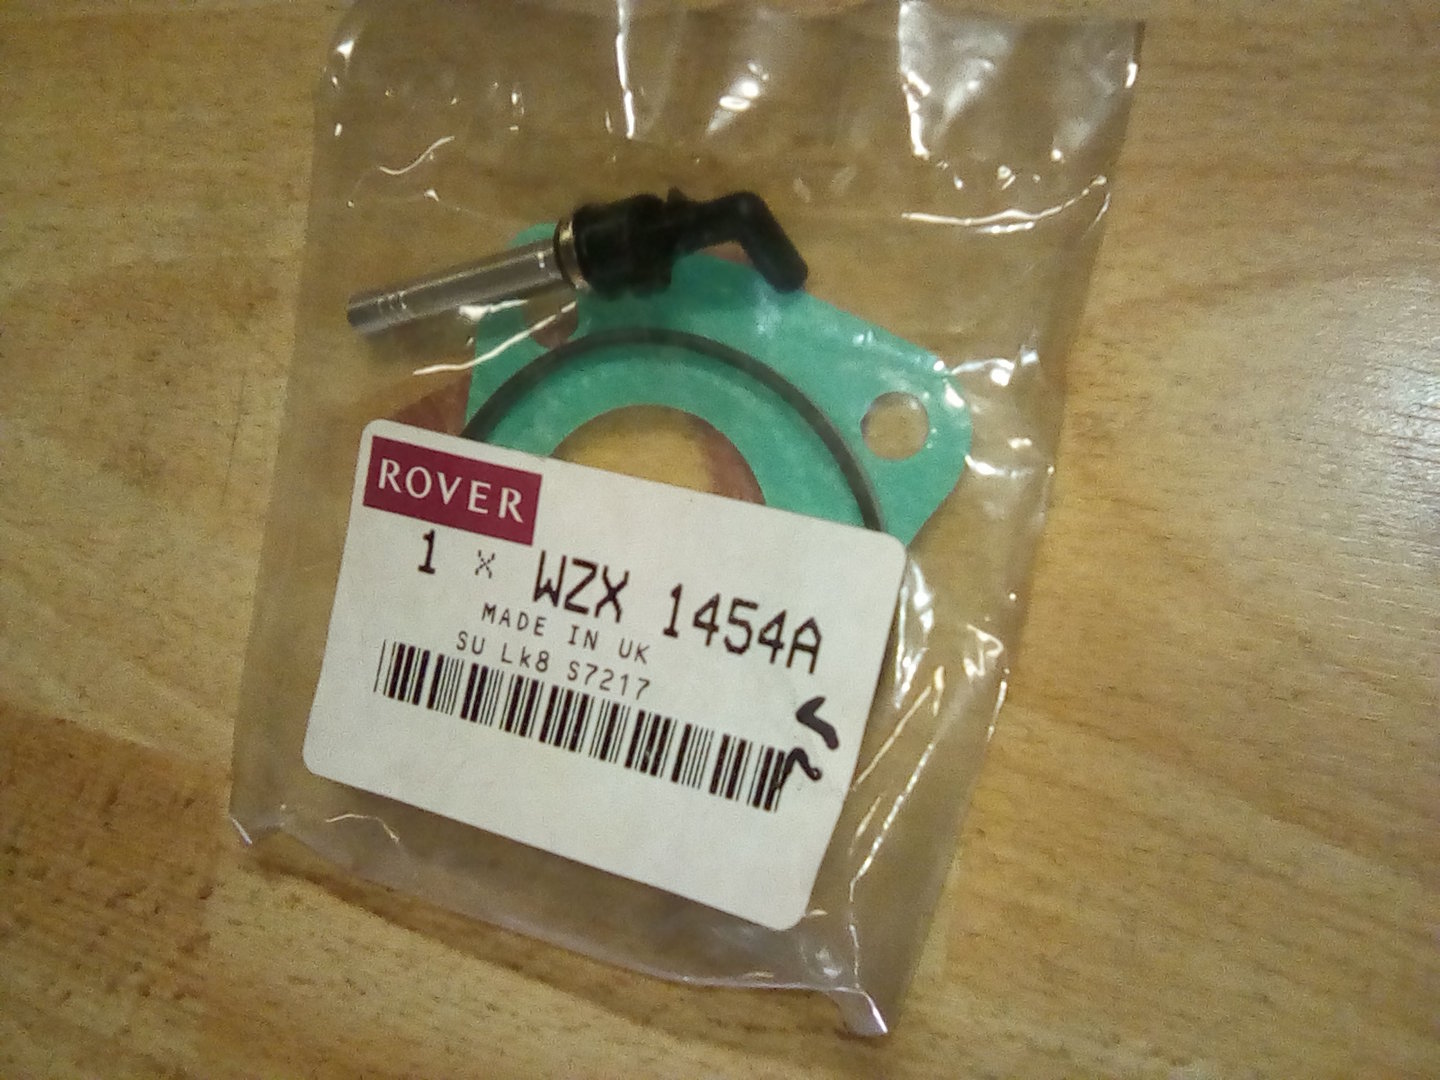 ROVER
1 x WZX 1454A
MADE IN UK
SU Lk8 S7217